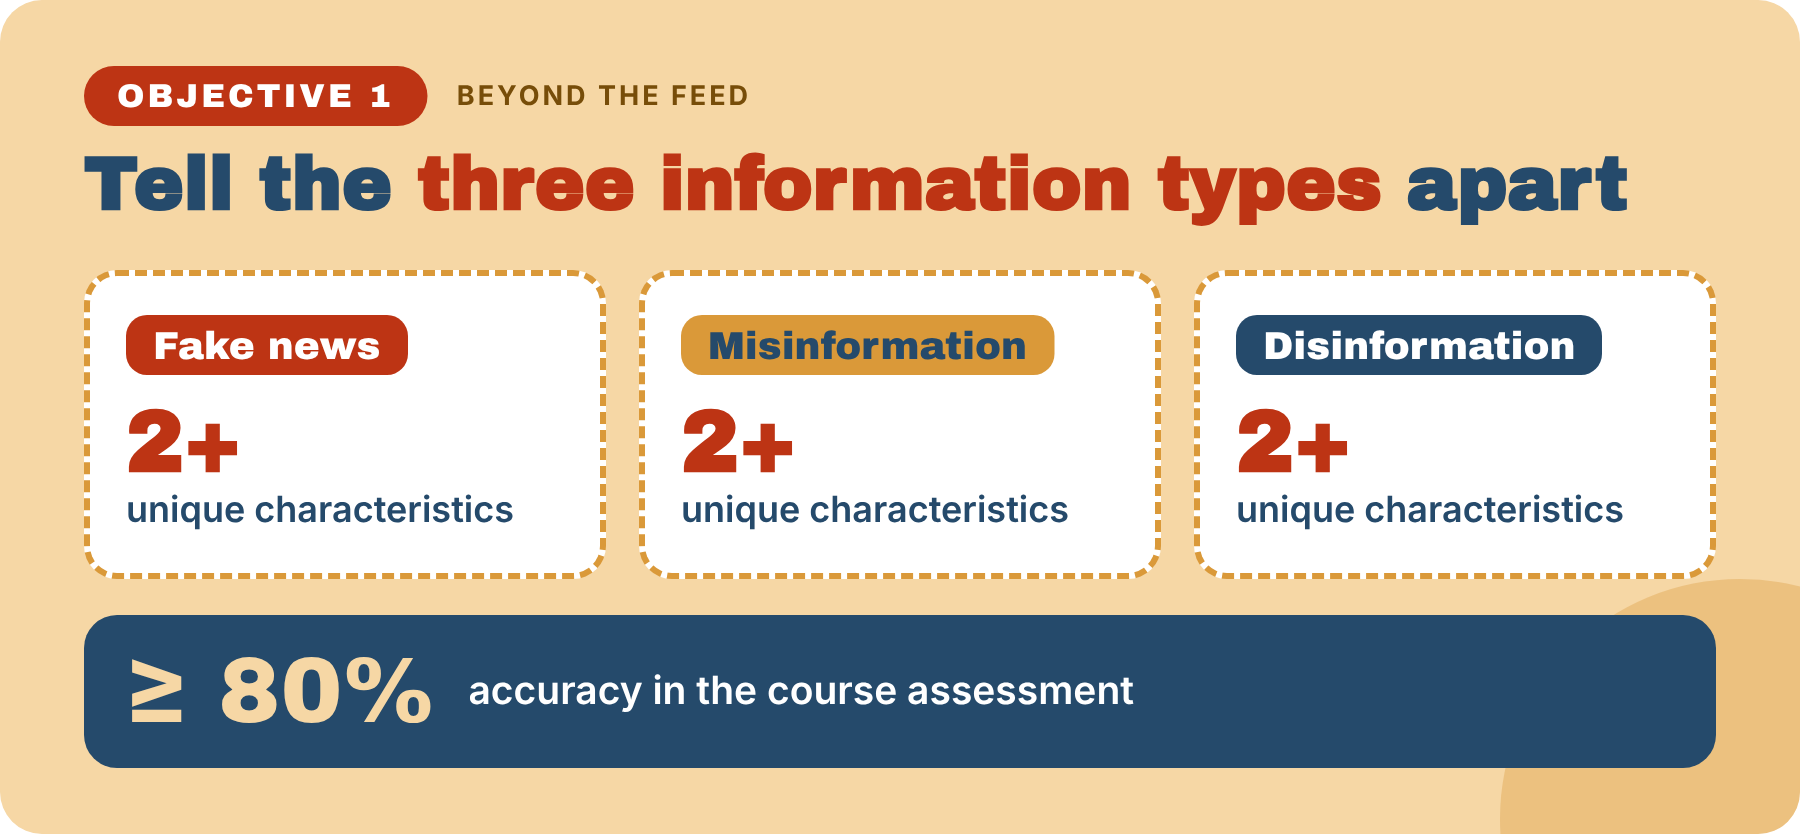 OBJECTIVE 1 BEYOND THE FEED
Tell the three information types apart
Fake news
2+
unique characteristics
Misinformation
2+
unique characteristics
Disinformation
2+
unique characteristics
≥ 80% accuracy in the course assessment